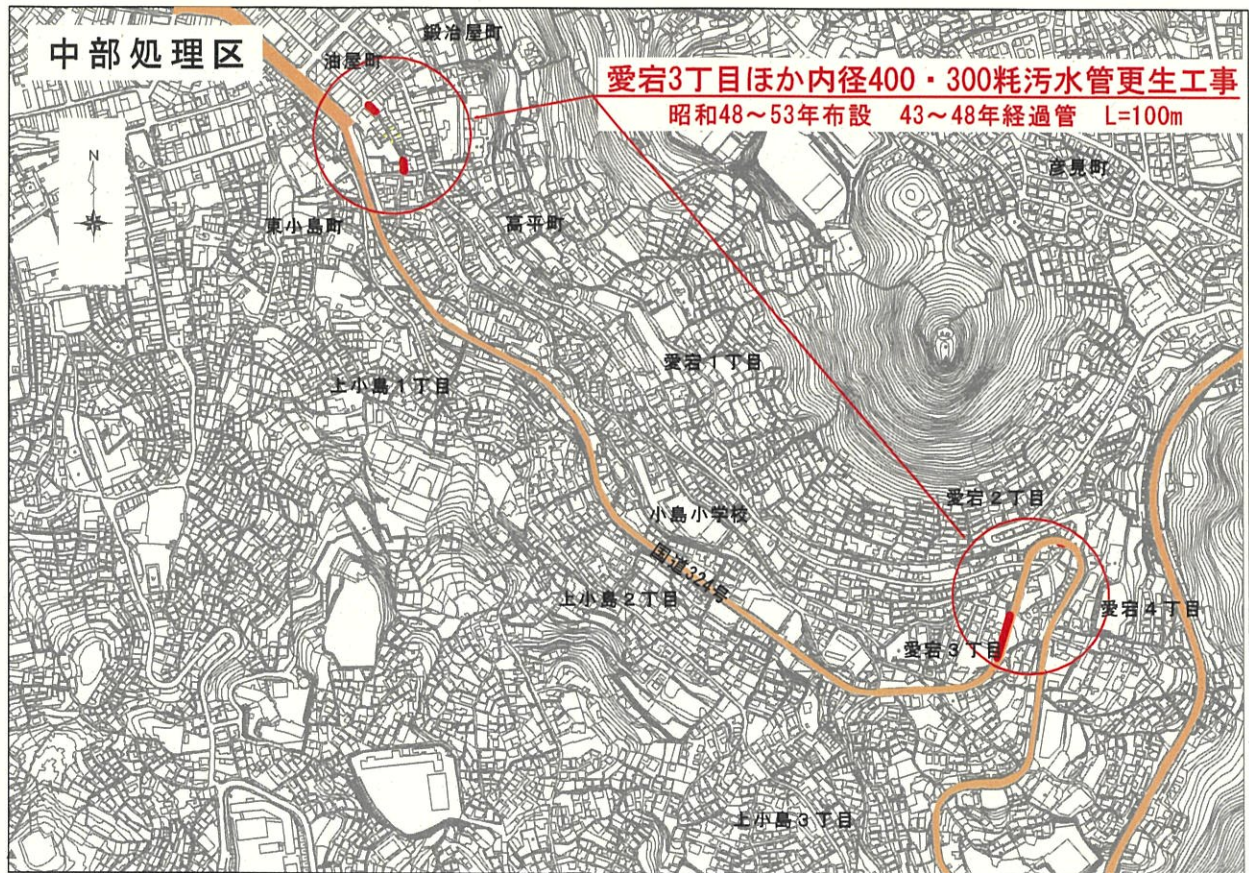 中部処理区
鍛冶屋町
油屋町
愛宕3丁目ほか内径400・300粍汚水管更生工事
昭和48～53年布設 43～48年経過管 L=100m
N
彦見町
東小島町
高平町
愛宕1丁目
上小島1丁目
愛宕2丁目
小島小学校
国道324号
上小島2丁目
愛宕4丁目
愛宕3丁目
上小島3丁目